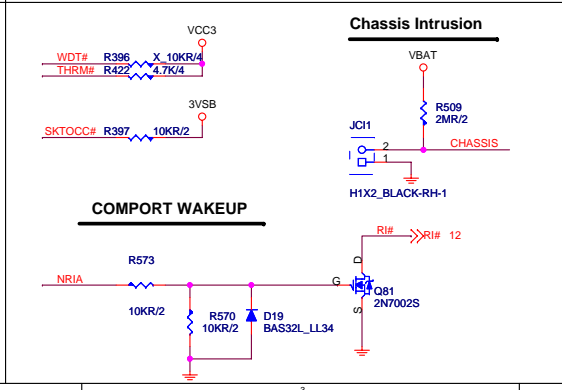 Chassis Intrusion
VCC3
WDT# R396 X_10KR/4
THRM# R422 4.7K/4
VBAT
3VSB
R509
2MR/2
SKTOCC# R397 10KR/2
JCI1
2 CHASSIS
1
H1X2_BLACK-RH-1
COMPORT WAKEUP
RI# RI# 12
R573
D
NRIA
G
Q81
2N7002S
10KR/2
R570
10KR/2
D19
BAS32L_LL34
S